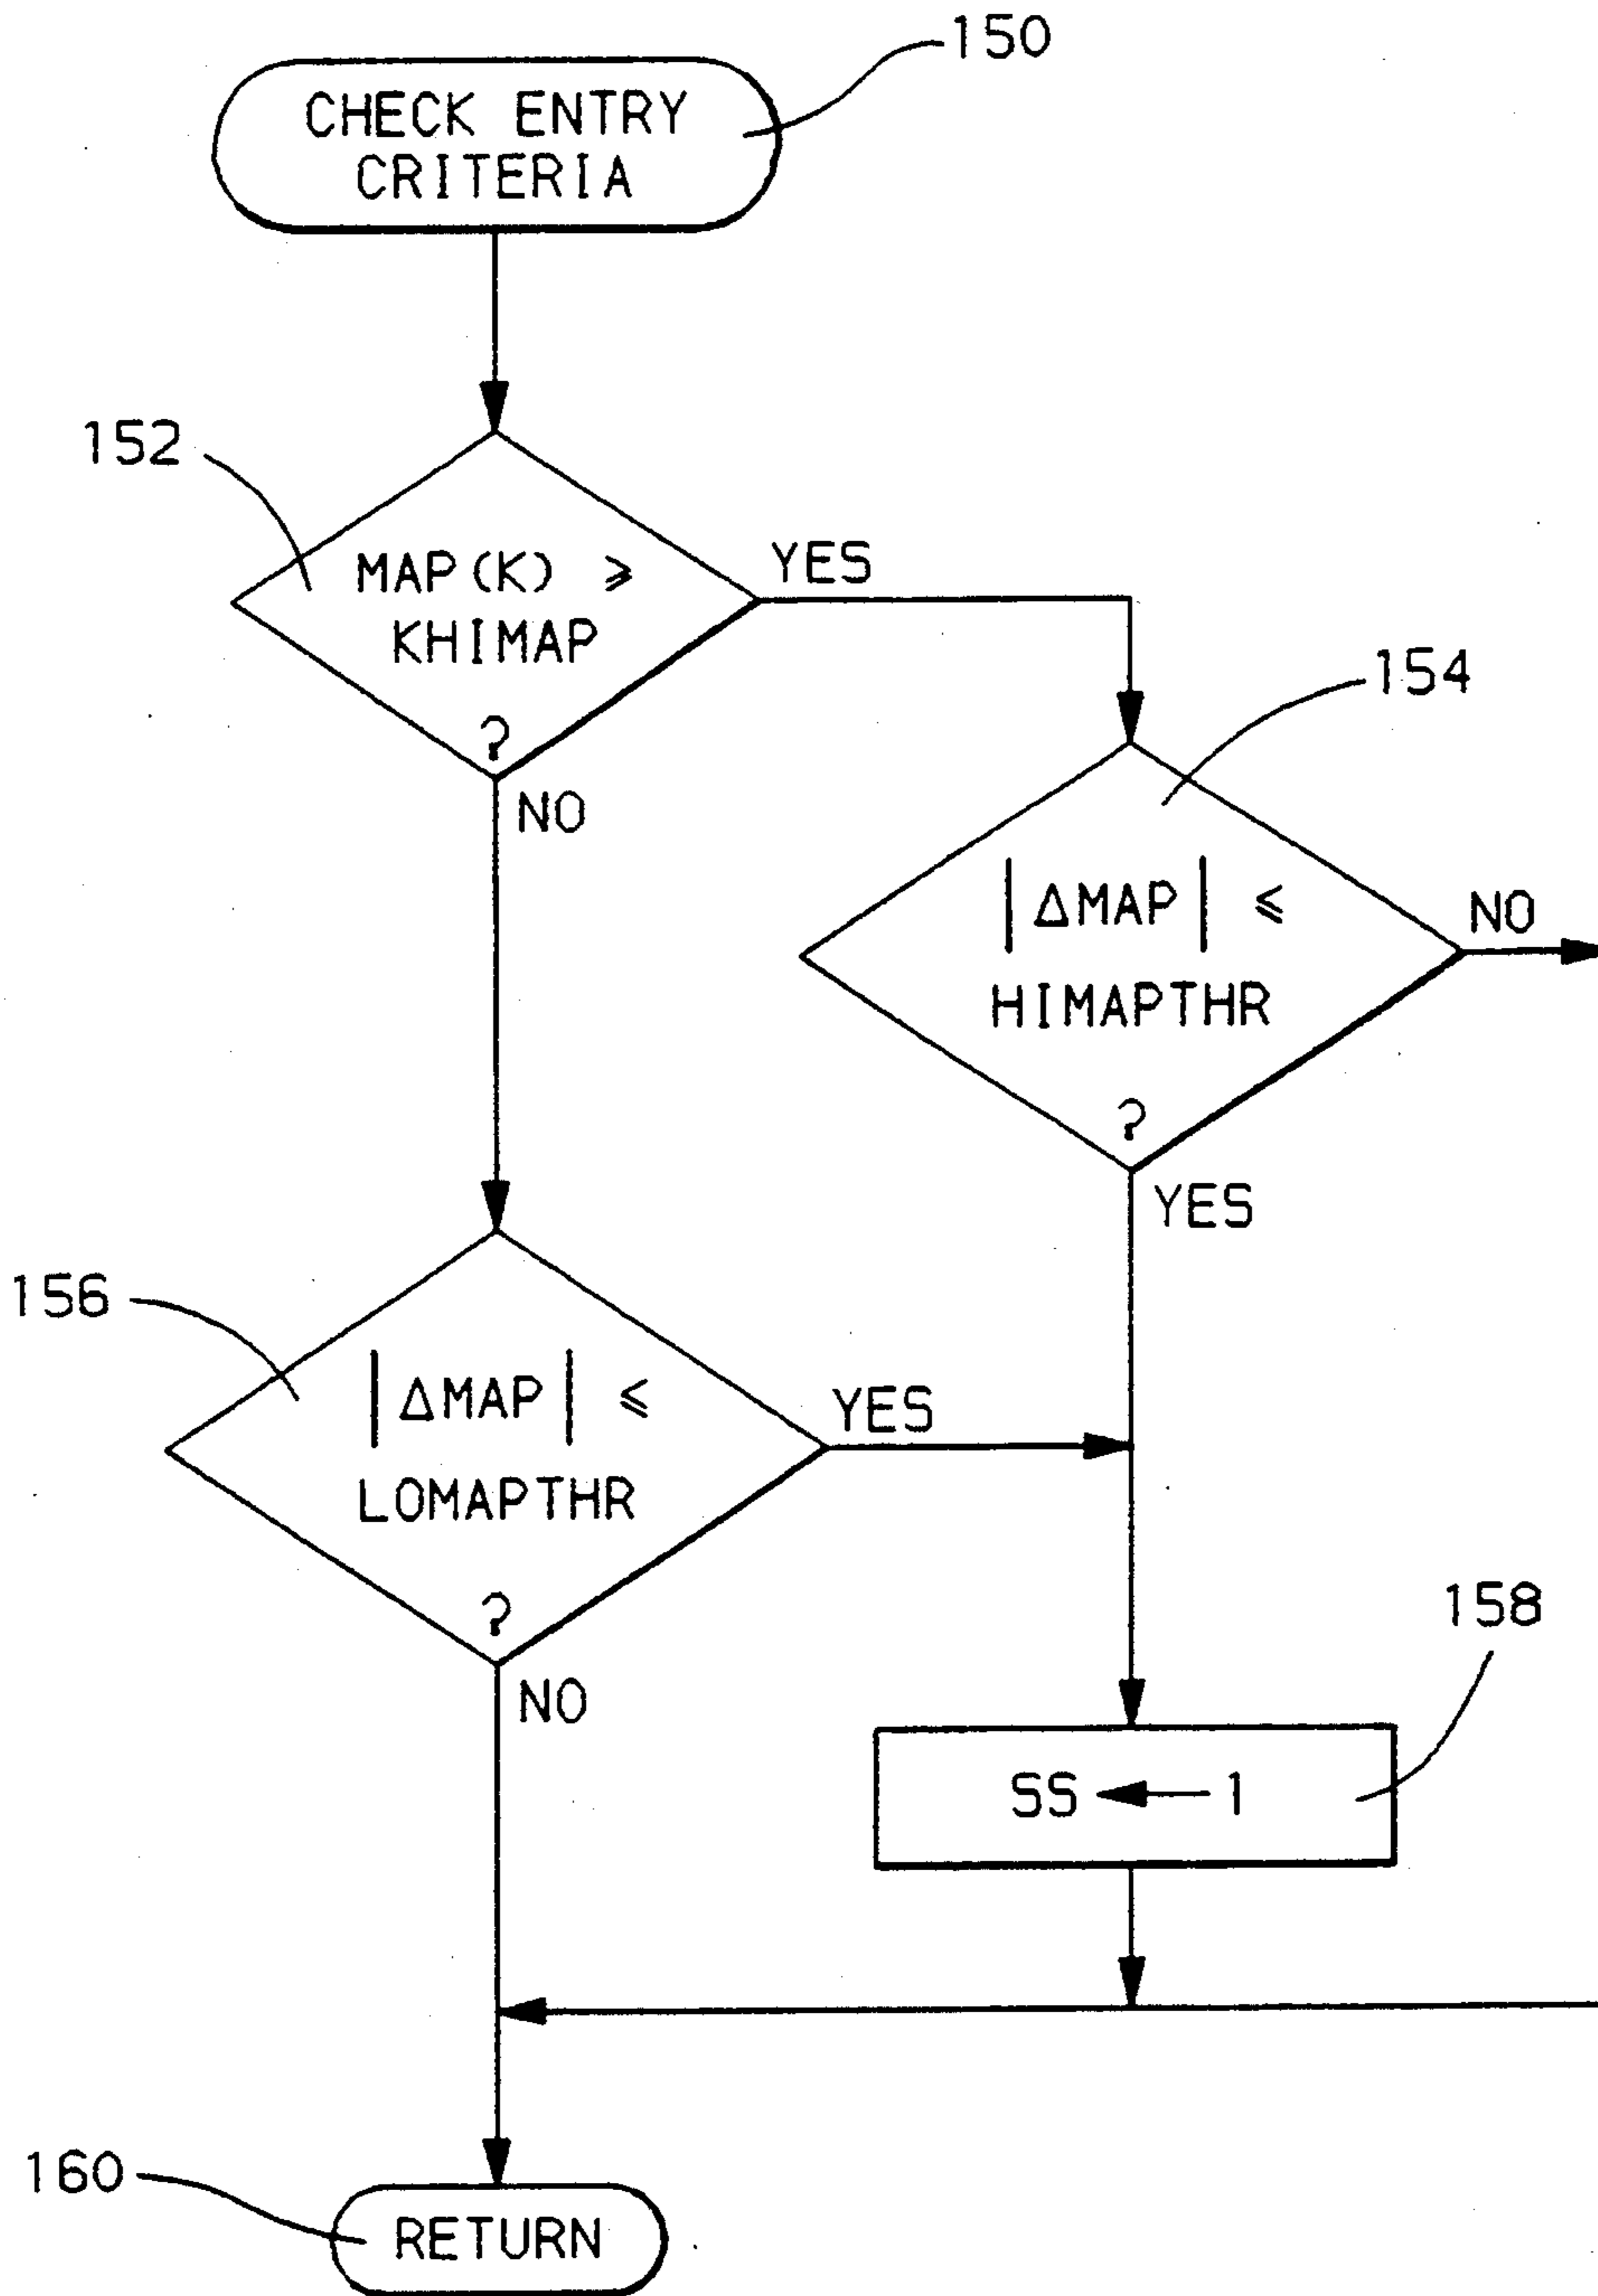 150
CHECK ENTRY
CRITERIA
152
MAP(K) ⩾
KHIMAP
?
YES
NO
154
|ΔMAP| ⩽
HIMAPTHR
?
NO
YES
156
|ΔMAP| ⩽
LOMAPTHR
?
YES
NO
158
SS ← 1
160
RETURN